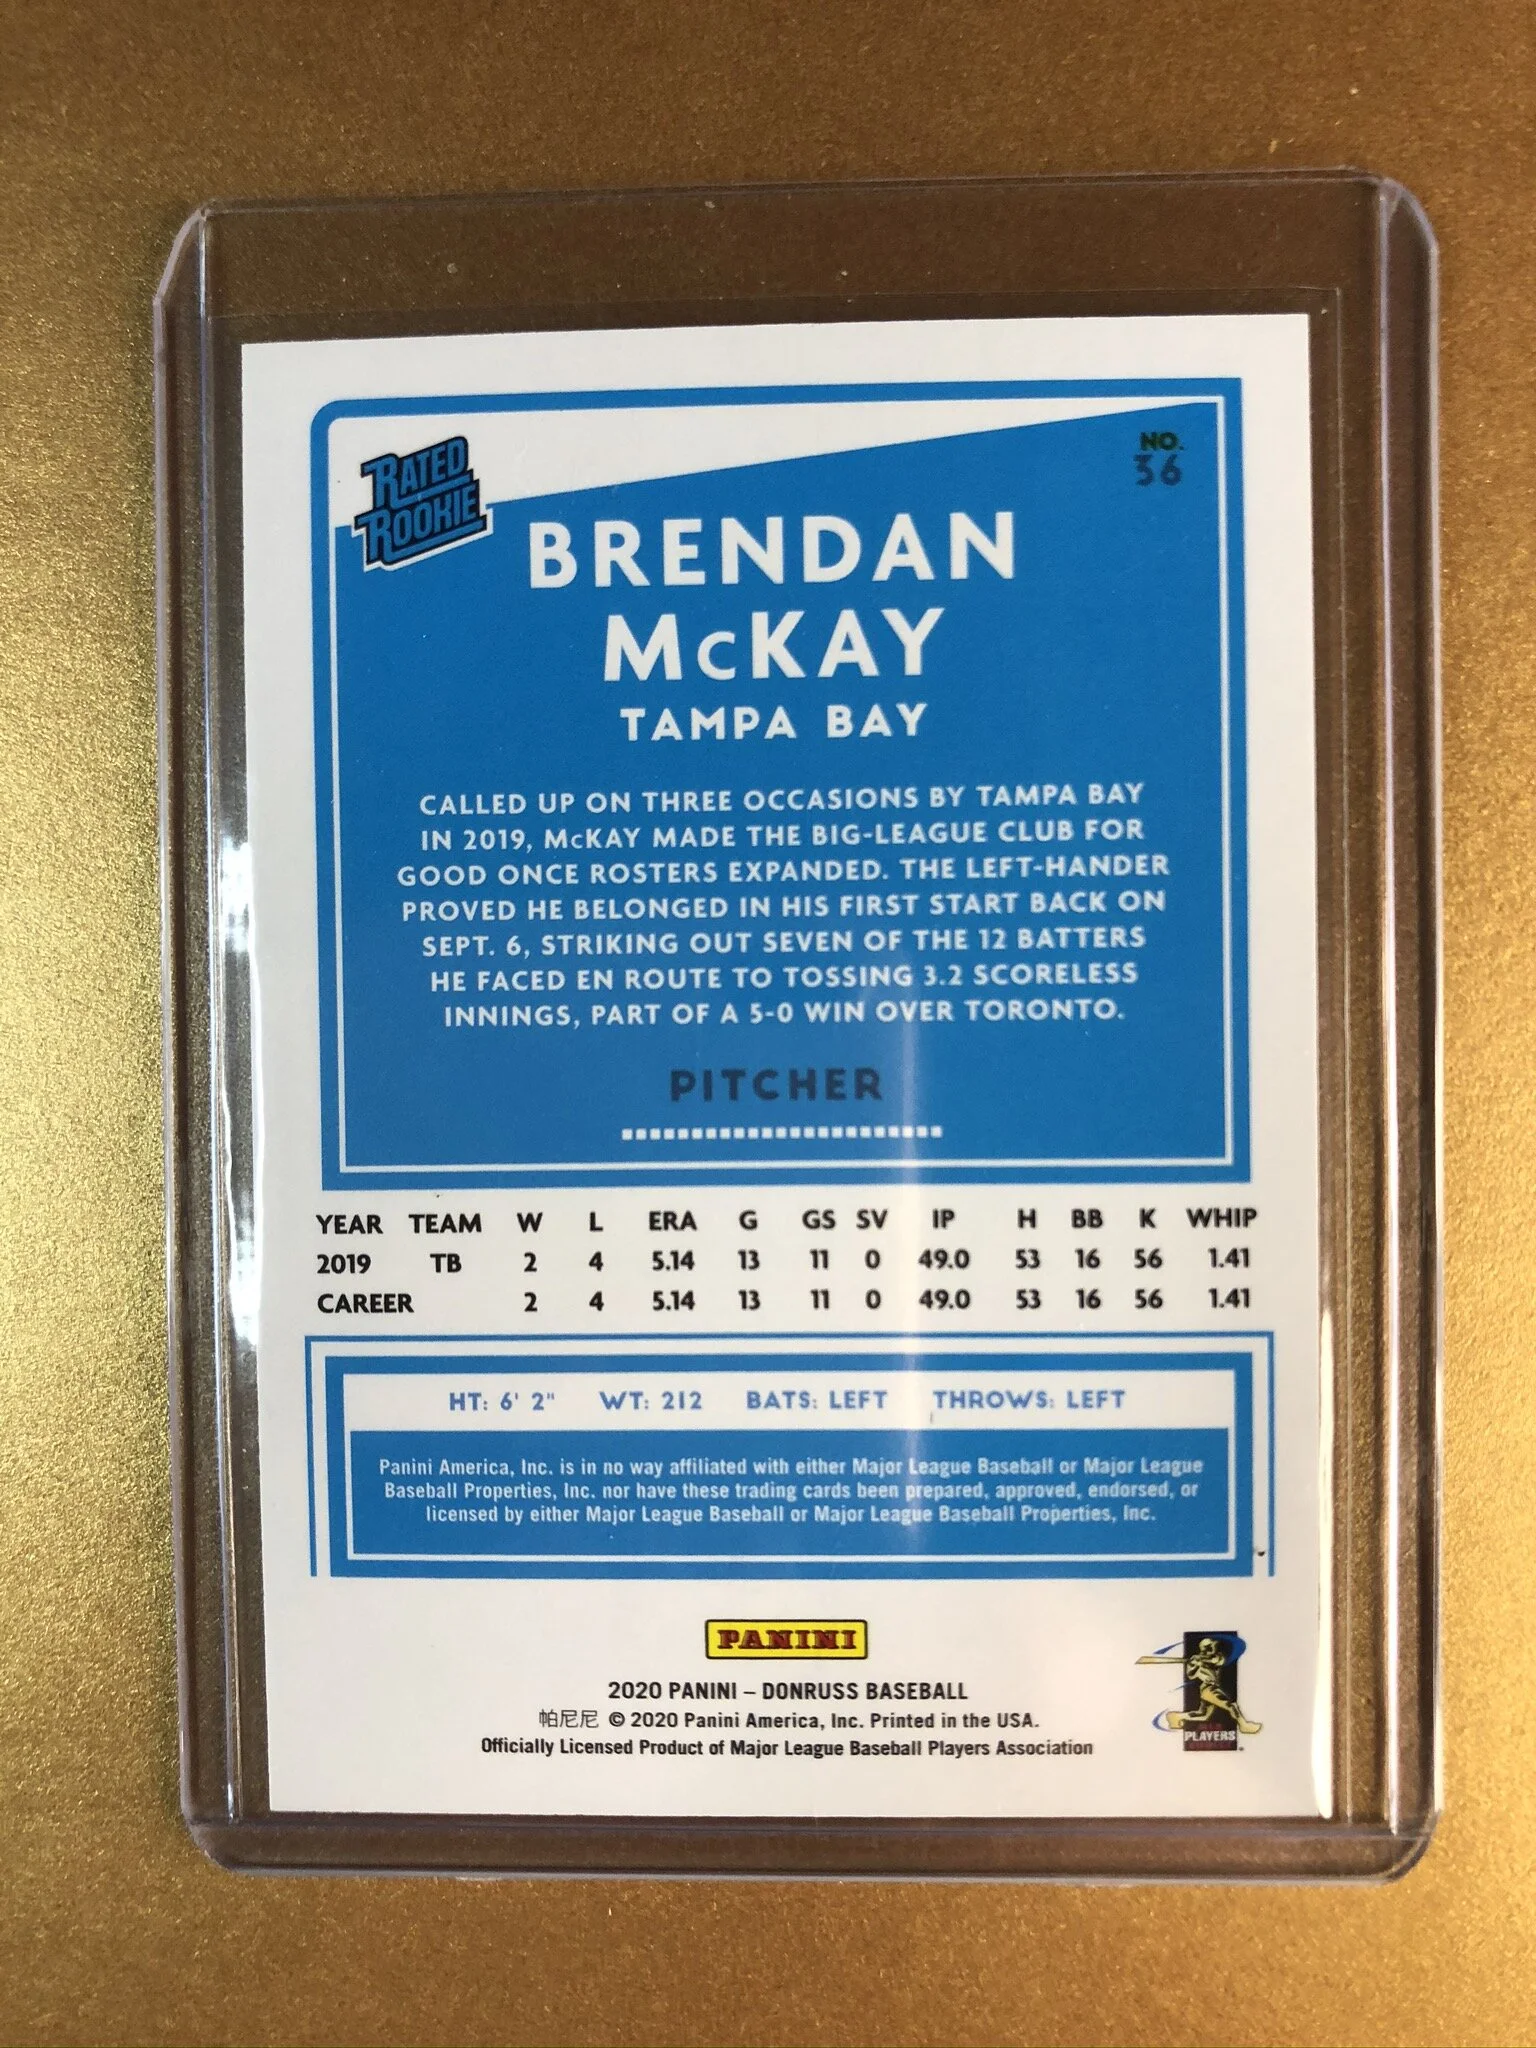 RATED
ROOKIE
NO.
36
BRENDAN
McKAY
TAMPA BAY
CALLED UP ON THREE OCCASIONS BY TAMPA BAY
IN 2019, McKAY MADE THE BIG-LEAGUE CLUB FOR
GOOD ONCE ROSTERS EXPANDED. THE LEFT-HANDER
PROVED HE BELONGED IN HIS FIRST START BACK ON
SEPT. 6, STRIKING OUT SEVEN OF THE 12 BATTERS
HE FACED EN ROUTE TO TOSSING 3.2 SCORELESS
INNINGS, PART OF A 5-0 WIN OVER TORONTO.
PITCHER
YEAR TEAM W L ERA G GS SV IP H BB K WHIP
2019 TB 2 4 5.14 13 11 0 49.0 53 16 56 1.41
CAREER 2 4 5.14 13 11 0 49.0 53 16 56 1.41
HT: 6' 2" WT: 212 BATS: LEFT THROWS: LEFT
Panini America, Inc. is in no way affiliated with either Major League Baseball or Major League
Baseball Properties, Inc. nor have these trading cards been prepared, approved, endorsed, or
licensed by either Major League Baseball or Major League Baseball Properties, Inc.
PANINI
2020 PANINI – DONRUSS BASEBALL
帕尼尼 © 2020 Panini America, Inc. Printed in the USA.
Officially Licensed Product of Major League Baseball Players Association
PLAYERS